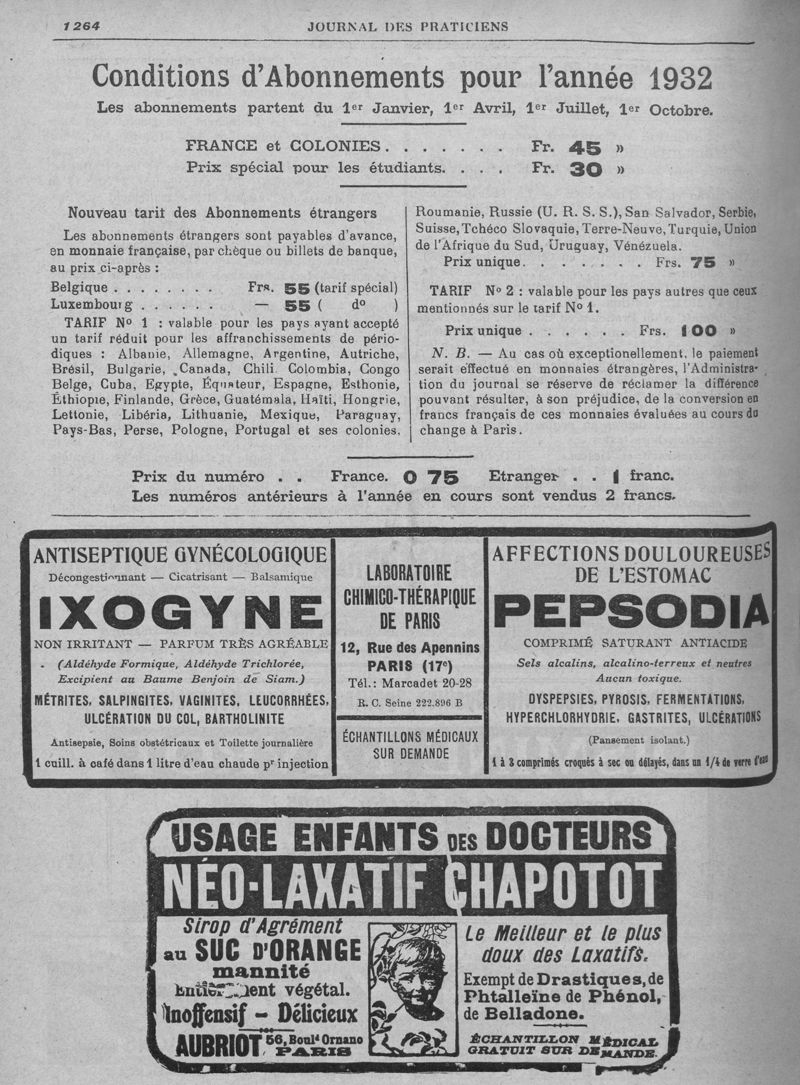 1264
JOURNAL DES PRATICIENS
Conditions d'Abonnements pour l'année 1932
Les abonnements partent du 1er Janvier, 1er Avril, 1er Juillet, 1er Octobre.
FRANCE et COLONIES. . . . . . . Fr. 45 »
Prix spécial pour les étudiants. . . . Fr. 30 »
Nouveau tarif des Abonnements étrangers
Les abonnements étrangers sont payables d'avance,
en monnaie française, par chèque ou billets de banque,
au prix ci-après :
Belgique . . . . . . . . Frs. 55 (tarif spécial)
Luxembourg . . . . . . — 55 ( do )
TARIF No 1 : valable pour les pays ayant accepté
un tarif réduit pour les affranchissements de pério-
diques : Albanie, Allemagne, Argentine, Autriche,
Brésil, Bulgarie, Canada, Chili Colombia, Congo
Belge, Cuba, Egypte, Équateur, Espagne, Esthonie,
Éthiopie, Finlande, Grèce, Guatémala, Haïti, Hongrie,
Lettonie, Libéria, Lithuanie, Mexique, Paraguay,
Pays-Bas, Perse, Pologne, Portugal et ses colonies,
Roumanie, Russie (U. R. S. S.), San Salvador, Serbie,
Suisse, Tchéco Slovaquie, Terre-Neuve, Turquie, Union
de l'Afrique du Sud, Uruguay, Vénézuela.
Prix unique. . . . . . . Frs. 75 »
TARIF No 2 : valable pour les pays autres que ceux
mentionnés sur le tarif No 1.
Prix unique . . . . . . Frs. 100 »
N. B. — Au cas où exceptionellement, le paiement
serait effectué en monnaies étrangères, l'Administra-
tion du journal se réserve de réclamer la différence
pouvant résulter, à son préjudice, de la conversion en
francs français de ces monnaies évaluées au cours du
change à Paris.
Prix du numéro . . France. 0 75 Etranger . . 1 franc.
Les numéros antérieurs à l'année en cours sont vendus 2 francs.
ANTISEPTIQUE GYNÉCOLOGIQUE
Décongestionnant — Cicatrisant — Balsamique
IXOGYNE
NON IRRITANT — PARFUM TRÈS AGRÉABLE
(Aldéhyde Formique, Aldéhyde Trichlorée,
Excipient au Baume Benjoin de Siam.)
MÉTRITES, SALPINGITES, VAGINITES, LEUCORRHÉES,
ULCÉRATION DU COL, BARTHOLINITE
Antisepsie, Soins obstétricaux et Toilette journalière
1 cuill. à café dans 1 litre d'eau chaude pr injection
LABORATOIRE
CHIMICO-THÉRAPIQUE
DE PARIS
12, Rue des Apennins
PARIS (17e)
Tél.: Marcadet 20-28
R. C. Seine 222.896 B
ÉCHANTILLONS MÉDICAUX
SUR DEMANDE
AFFECTIONS DOULOUREUSES
DE L'ESTOMAC
PEPSODIA
COMPRIMÉ SATURANT ANTIACIDE
Sels alcalins, alcalino-terreux et neutres
Aucun toxique.
DYSPEPSIES, PYROSIS, FERMENTATIONS,
HYPERCHLORHYDRIE, GASTRITES, ULCÉRATIONS
(Pansement isolant.)
1 à 3 comprimés croqués à sec ou délayés, dans un 1/4 de verre d'eau
USAGE ENFANTS DES DOCTEURS
NÉO-LAXATIF CHAPOTOT
Sirop d'Agrément
au SUC D'ORANGE
mannité
Entièrement végétal.
Inoffensif - Délicieux
AUBRIOT, 56, Bould Ornano
PARIS
Le Meilleur et le plus
doux des Laxatifs.
Exempt de Drastiques, de
Phtalleïne de Phénol,
de Belladone.
ÉCHANTILLON MÉDICAL
GRATUIT SUR DEMANDE.